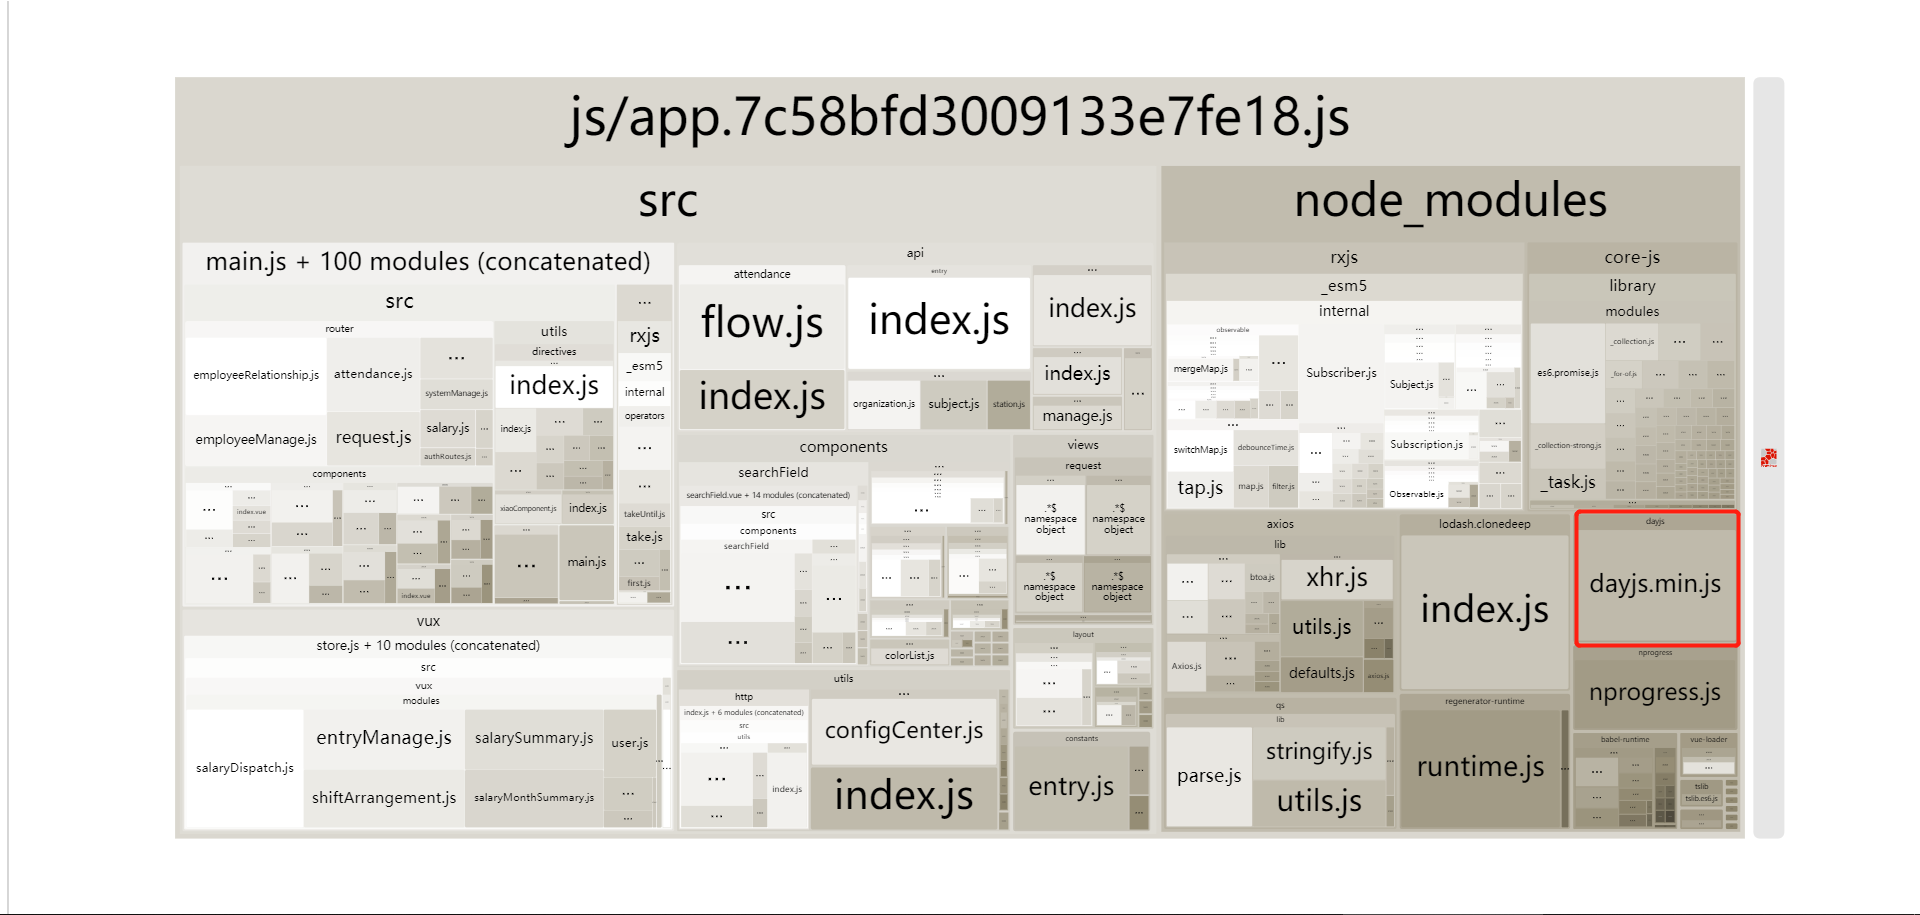 js/app.7c58bfd3009133e7fe18.js
src
main.js + 100 modules (concatenated)
src
router
employeeRelationship.js
attendance.js
...
systemManage.js
employeeManage.js
request.js
salary.js
...
authRoutes.js
components
...
index.vue
...
...
index.vue
utils
directives
...
index.js
index.js
...
...
xiaoComponent.js
index.js
...
main.js
...
rxjs
_esm5
internal
operators
...
...
takeUntil.js
take.js
...
first.js
vux
store.js + 10 modules (concatenated)
src
vux
modules
salaryDispatch.js
entryManage.js
salarySummary.js
user.js
shiftArrangement.js
salaryMonthSummary.js
...
...
api
attendance
flow.js
index.js
entry
index.js
...
organization.js
subject.js
station.js
...
index.js
...
index.js
...
manage.js
...
components
searchField
searchField.vue + 14 modules (concatenated)
src
components
searchField
...
...
...
colorList.js
views
request
...
.*$
namespace
object
.*$
namespace
object
.*$
namespace
object
.*$
namespace
object
layout
...
utils
http
index.js + 6 modules (concatenated)
src
utils
...
index.js
...
configCenter.js
index.js
constants
entry.js
...
...
node_modules
rxjs
_esm5
internal
observable
mergeMap.js
...
Subscriber.js
Subject.js
...
switchMap.js
debounceTime.js
...
Subscription.js
tap.js
map.js
filter.js
Observable.js
core-js
library
modules
es6.promise.js
_collection.js
...
...
_for-of.js
...
_collection-strong.js
_task.js
axios
lib
...
btoa.js
xhr.js
utils.js
Axios.js
...
defaults.js
axios.js
lodash.clonedeep
index.js
dayjs
dayjs.min.js
nprogress
nprogress.js
qs
lib
parse.js
stringify.js
utils.js
regenerator-runtime
runtime.js
babel-runtime
...
vue-loader
...
tslib
tslib.es6.js
...